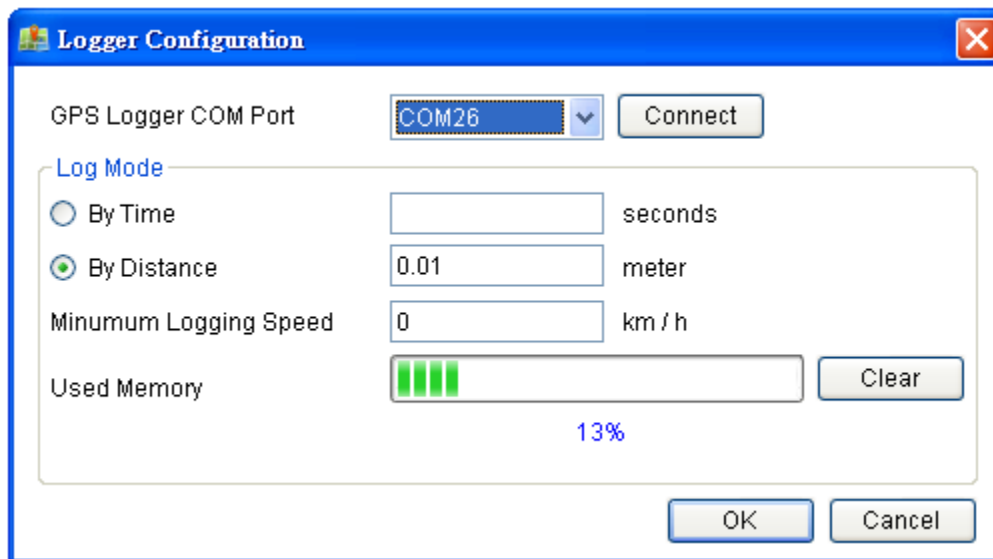 Logger Configuration
GPS Logger COM Port COM26 Connect
Log Mode
By Time seconds
By Distance 0.01 meter
Minumum Logging Speed 0 km / h
Used Memory Clear
13%
OK Cancel